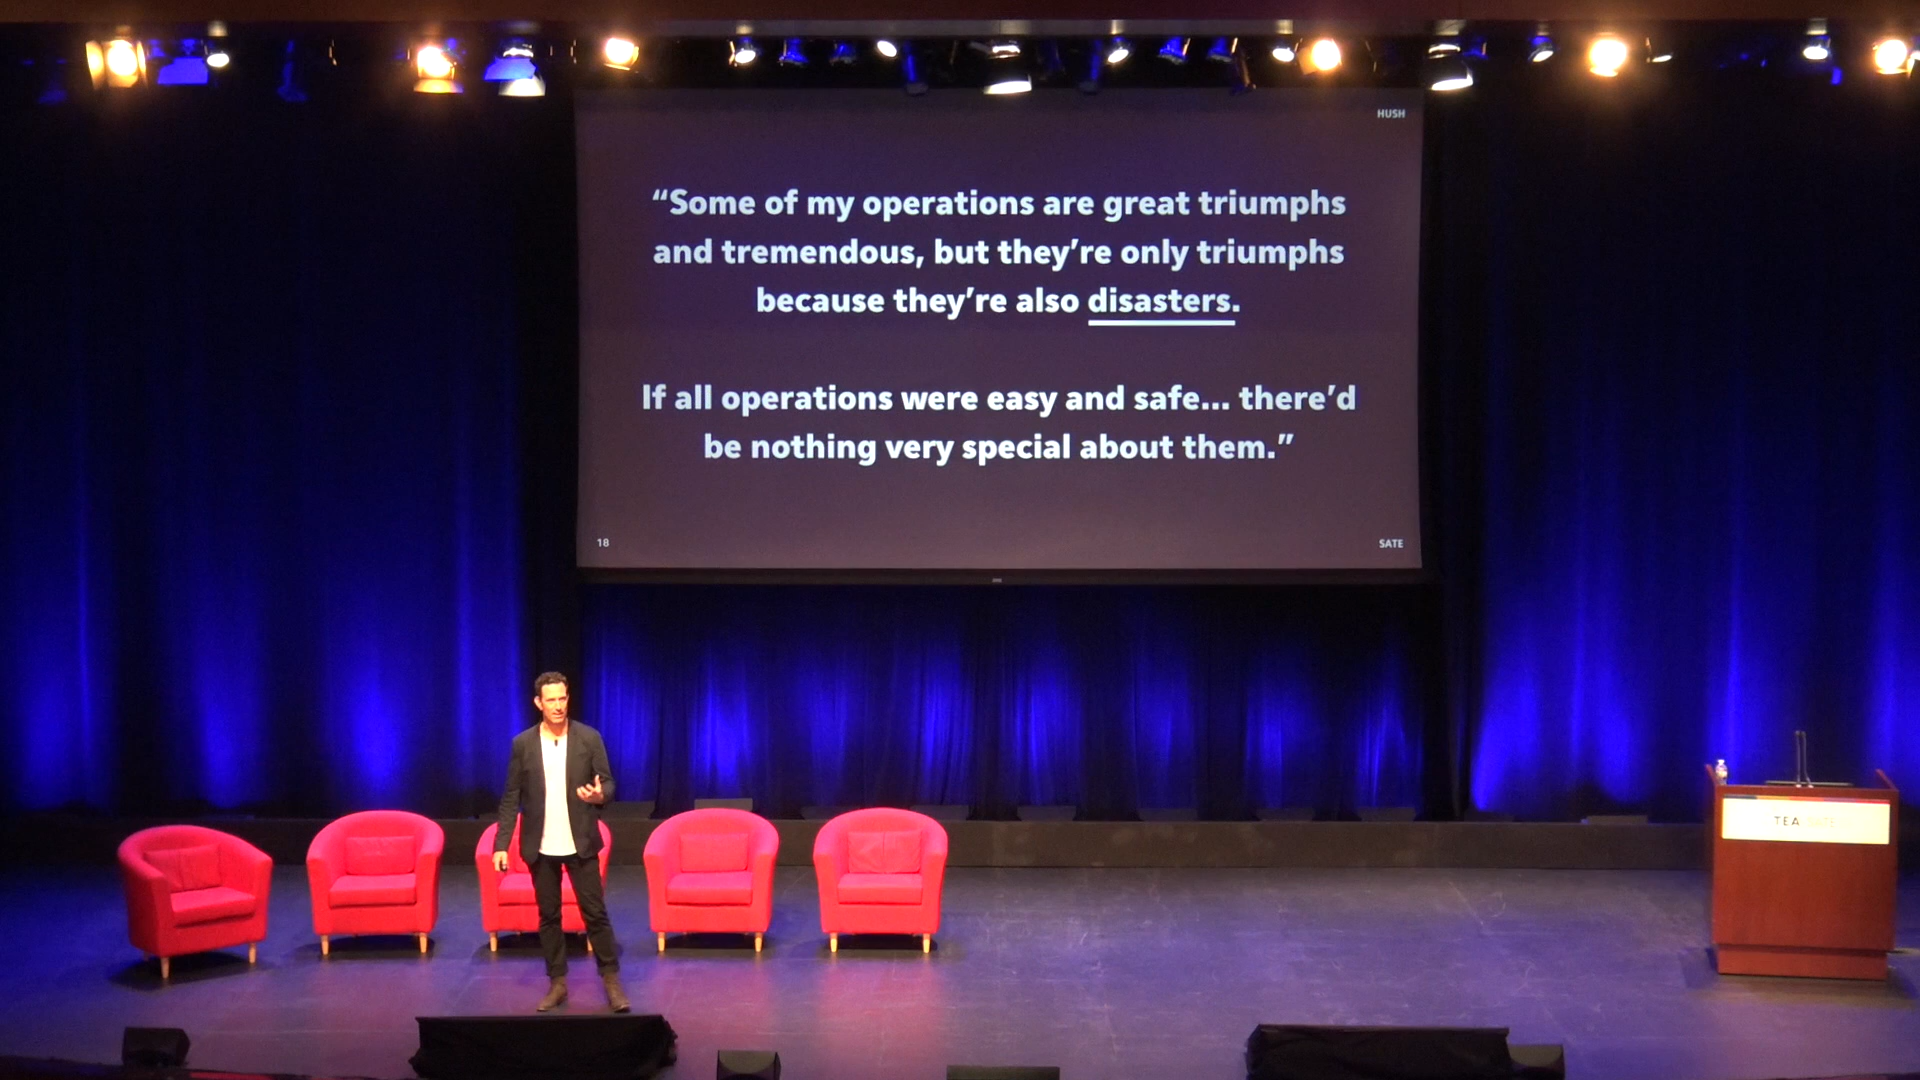 HUSH
“Some of my operations are great triumphs
and tremendous, but they’re only triumphs
because they’re also disasters.
If all operations were easy and safe... there’d
be nothing very special about them.”
18
SATE
TEA